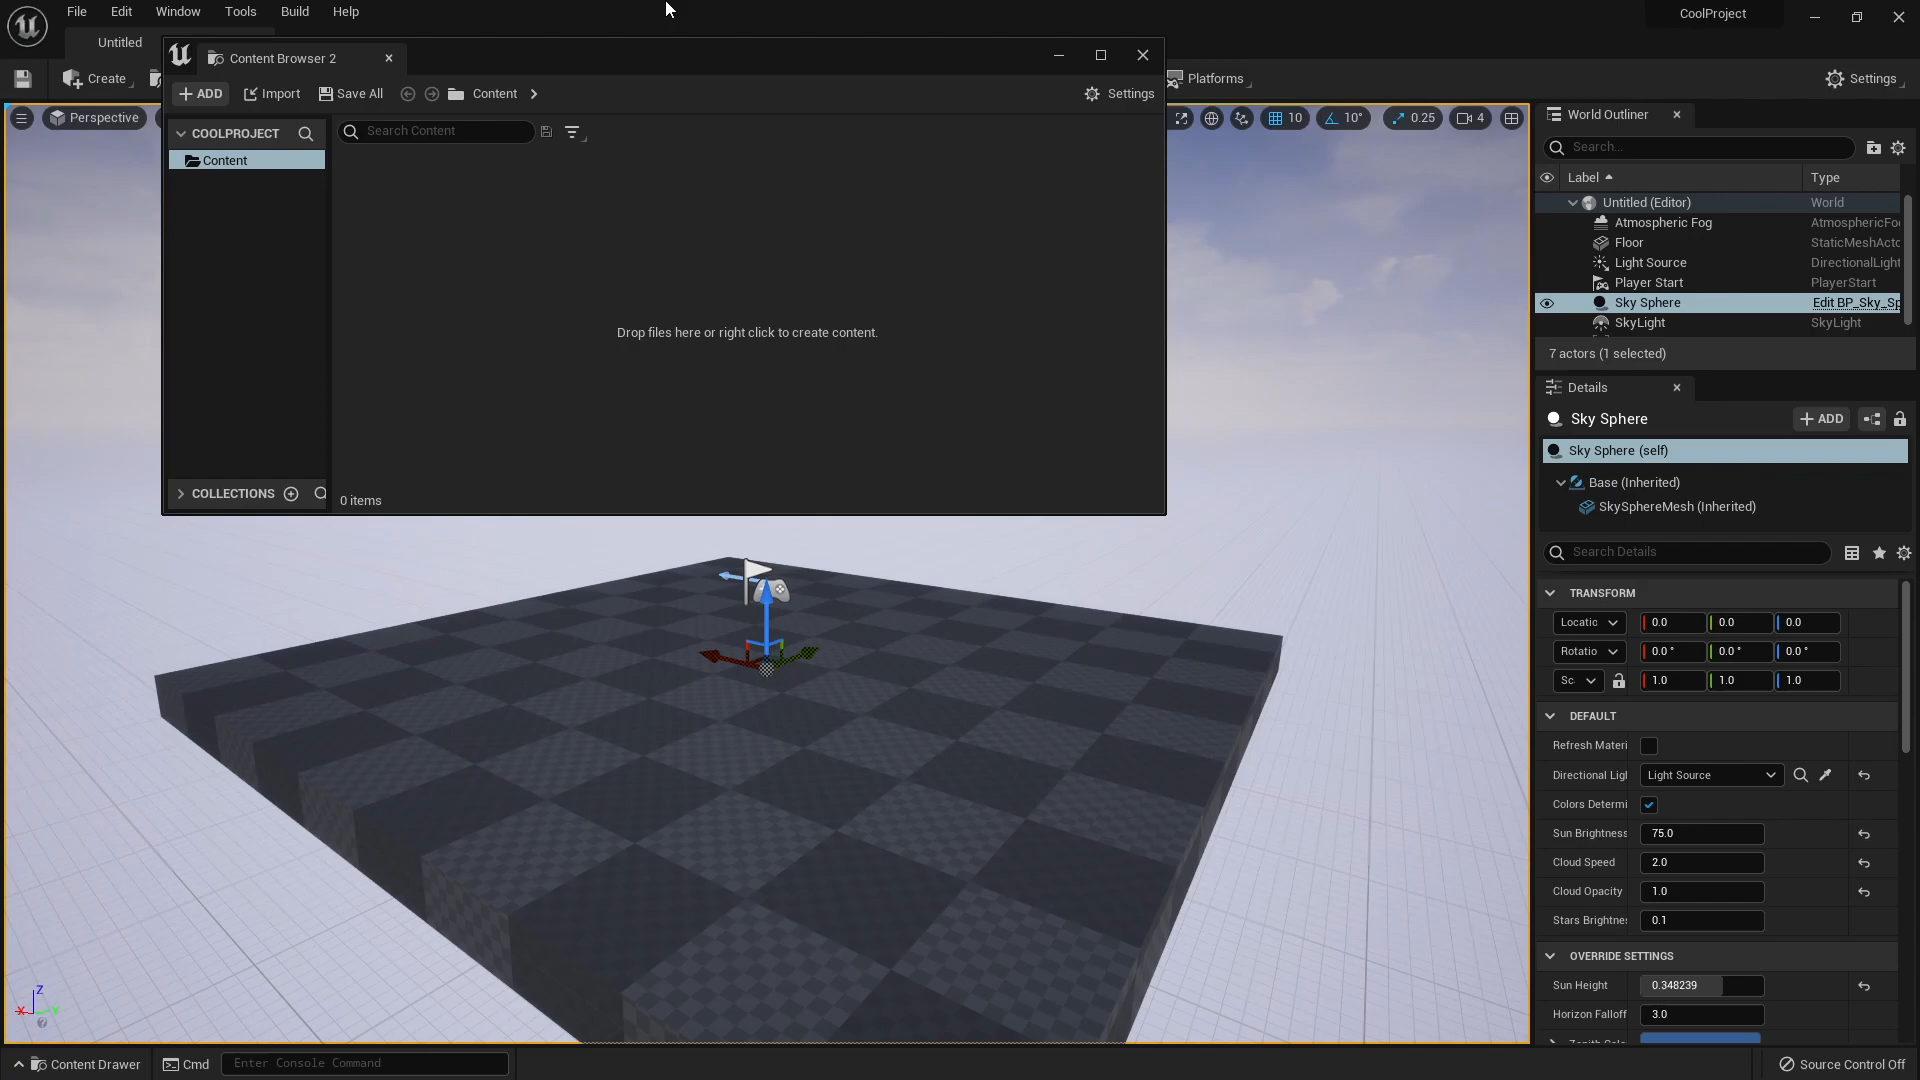 File Edit Window Tools Build Help
CoolProject
Untitled
Content Browser 2
Create
Platforms
Settings
ADD Import Save All Content
Settings
Perspective
10 10° 0.25 4
World Outliner
COOLPROJECT
Search Content
Content
Search...
Label Type
Untitled (Editor) World
Atmospheric Fog AtmosphericFo
Floor StaticMeshActo
Light Source DirectionalLight
Player Start PlayerStart
Sky Sphere Edit BP_Sky_Sp
SkyLight SkyLight
7 actors (1 selected)
Drop files here or right click to create content.
COLLECTIONS
0 items
Details
Sky Sphere ADD
Sky Sphere (self)
Base (Inherited)
SkySphereMesh (Inherited)
Search Details
TRANSFORM
Locatic 0.0 0.0 0.0
Rotatio 0.0 ° 0.0 ° 0.0 °
Sc 1.0 1.0 1.0
DEFAULT
Refresh Materi
Directional Ligl Light Source
Colors Determi
Sun Brightness 75.0
Cloud Speed 2.0
Cloud Opacity 1.0
Stars Brightnes 0.1
OVERRIDE SETTINGS
Sun Height 0.348239
Horizon Falloff 3.0
Z
X Y
Content Drawer Cmd Enter Console Command
Source Control Off